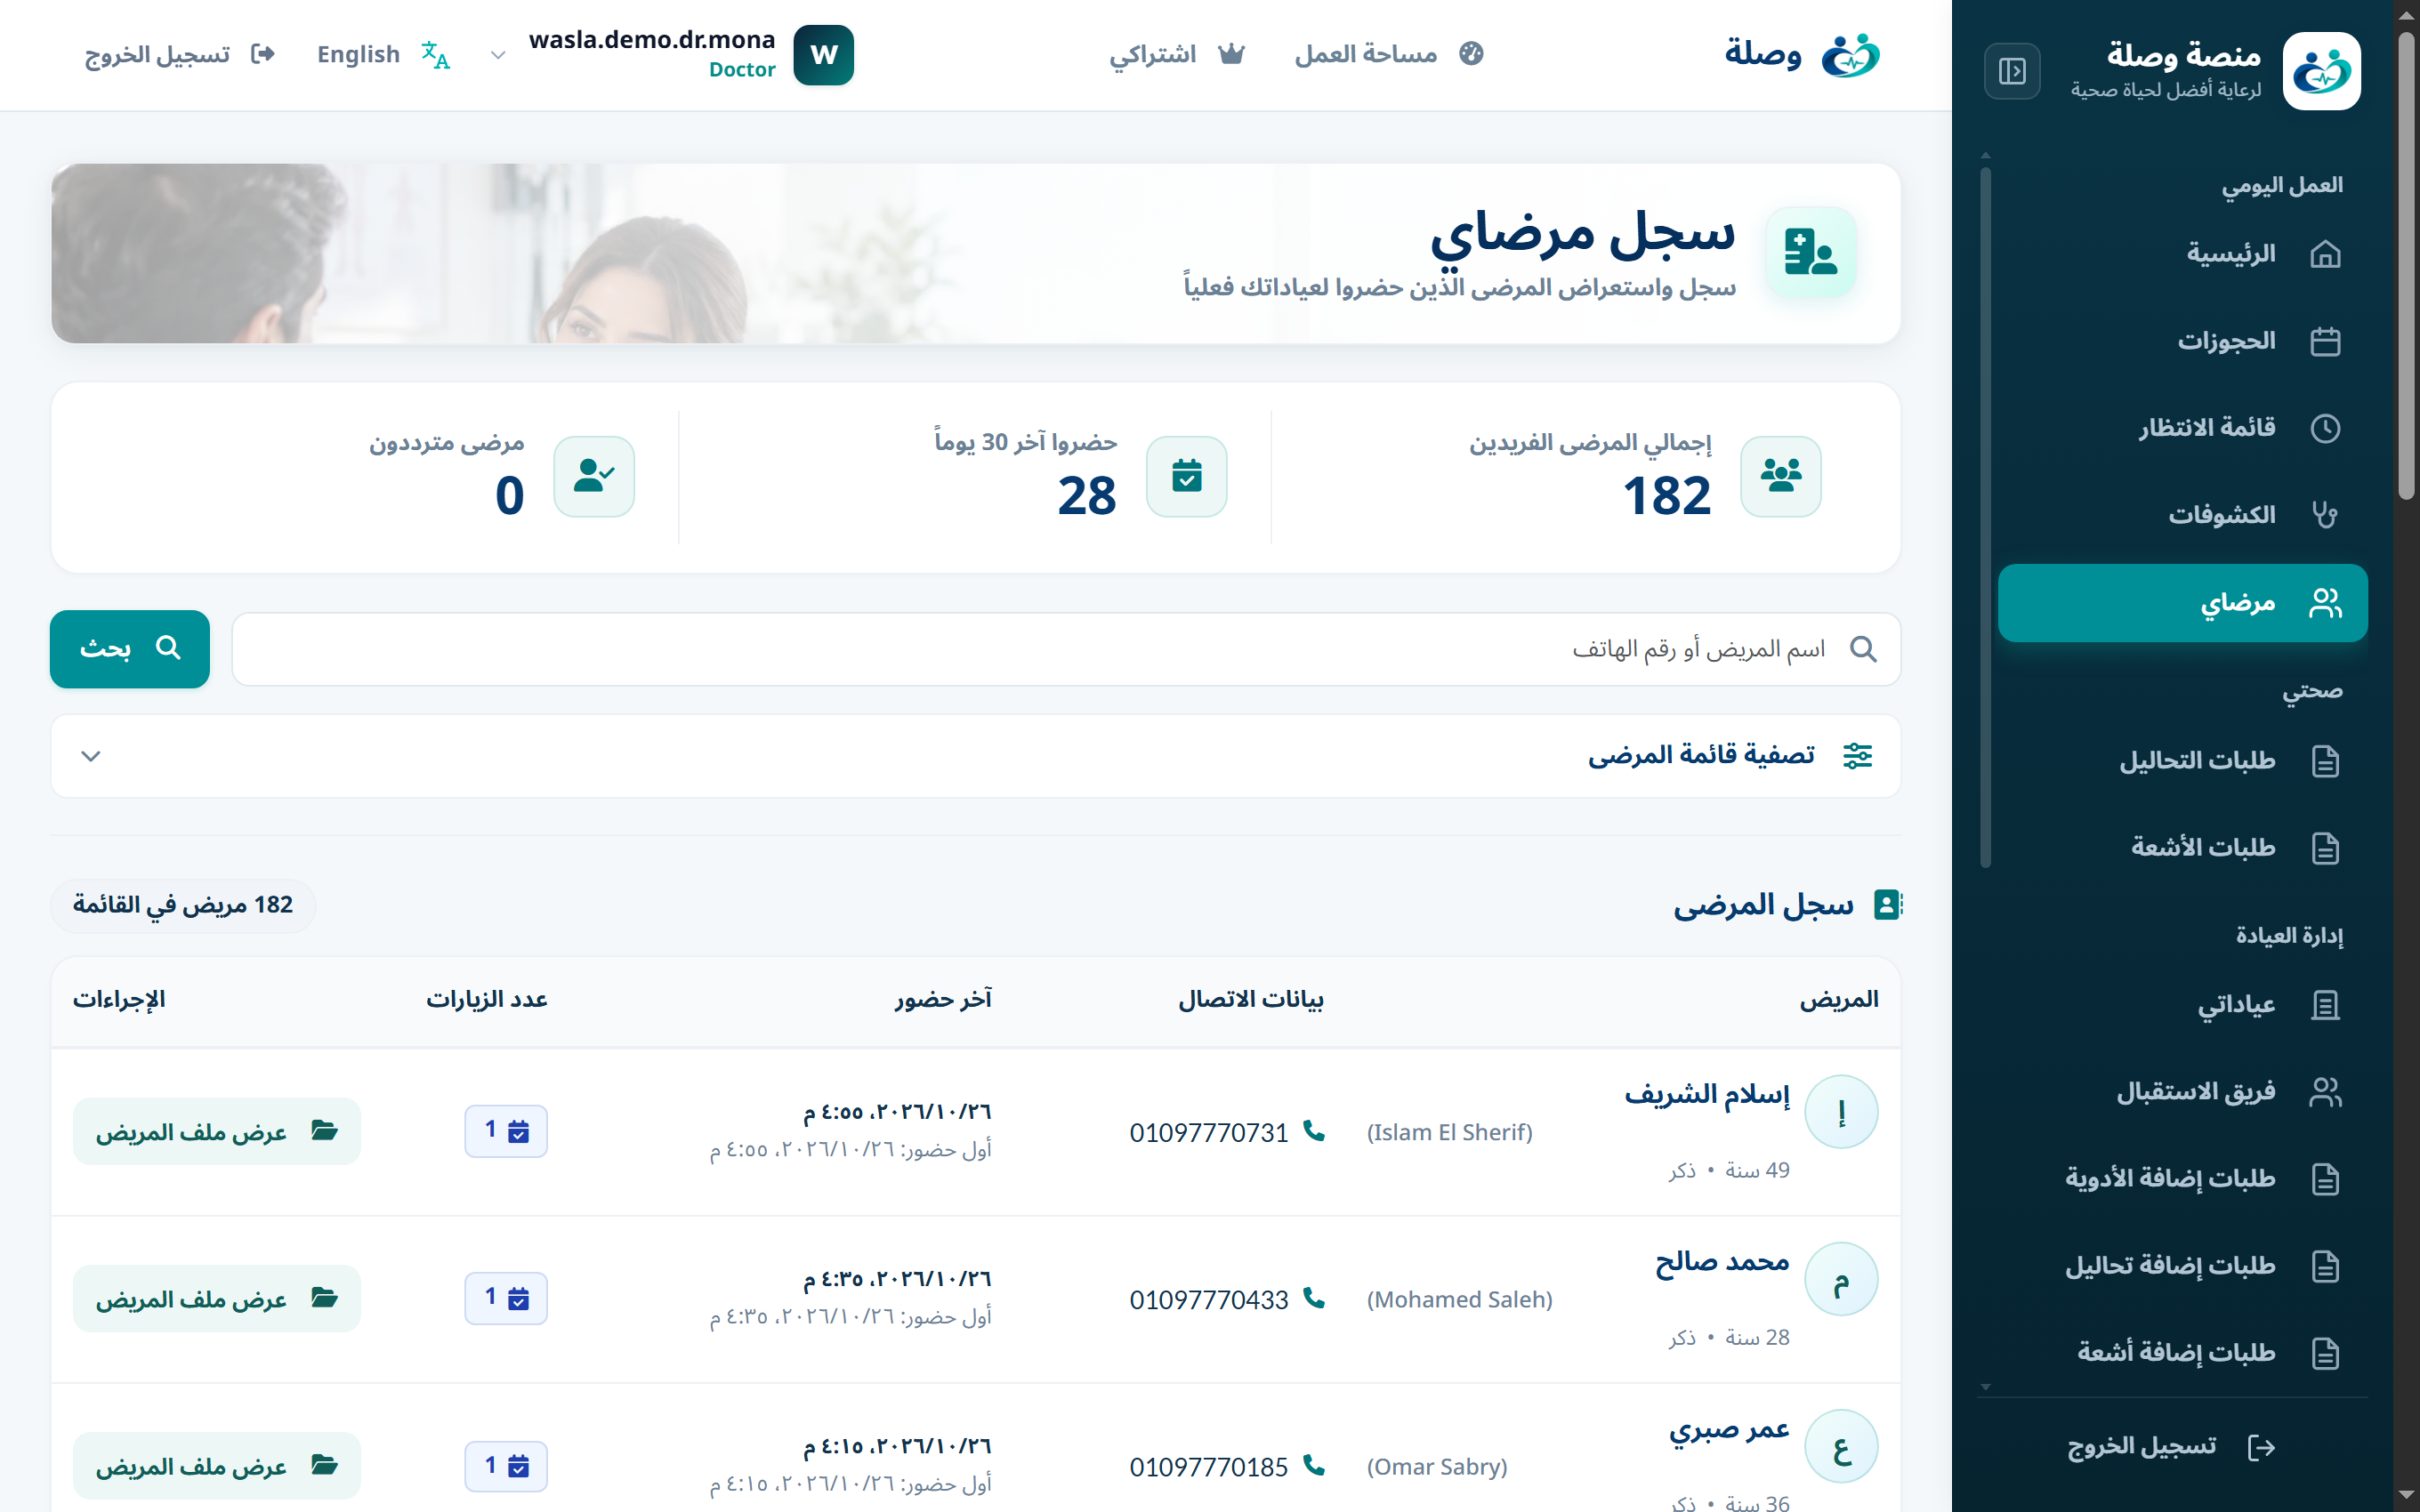 منصة وصلة
لرعاية أفضل لحياة صحية
العمل اليومي
الرئيسية
الحجوزات
قائمة الانتظار
الكشوفات
مرضاي
صحتي
طلبات التحاليل
طلبات الأشعة
إدارة العيادة
عياداتي
فريق الاستقبال
طلبات إضافة الأدوية
طلبات إضافة تحاليل
طلبات إضافة أشعة
تسجيل الخروج
وصلة
مساحة العمل
اشتراكي
W
wasla.demo.dr.mona
Doctor
English
تسجيل الخروج
سجل مرضاي
سجل واستعراض المرضى الذين حضروا لعياداتك فعلياً
إجمالي المرضى الفريدين
182
حضروا آخر 30 يوماً
28
مرضى مترددون
0
اسم المريض أو رقم الهاتف
بحث
تصفية قائمة المرضى
سجل المرضى
182 مريض في القائمة
المريض بيانات الاتصال آخر حضور عدد الزيارات الإجراءات
إ
إسلام الشريف
(Islam El Sherif)
49 سنة • ذكر
01097770731
٢٠٢٦/١٠/٢٦، ٤:٥٥ م
أول حضور: ٢٠٢٦/١٠/٢٦، ٤:٥٥ م
1
عرض ملف المريض
م
محمد صالح
(Mohamed Saleh)
28 سنة • ذكر
01097770433
٢٠٢٦/١٠/٢٦، ٤:٣٥ م
أول حضور: ٢٠٢٦/١٠/٢٦، ٤:٣٥ م
1
عرض ملف المريض
ع
عمر صبري
(Omar Sabry)
36 سنة • ذكر
01097770185
٢٠٢٦/١٠/٢٦، ٤:١٥ م
أول حضور: ٢٠٢٦/١٠/٢٦، ٤:١٥ م
1
عرض ملف المريض